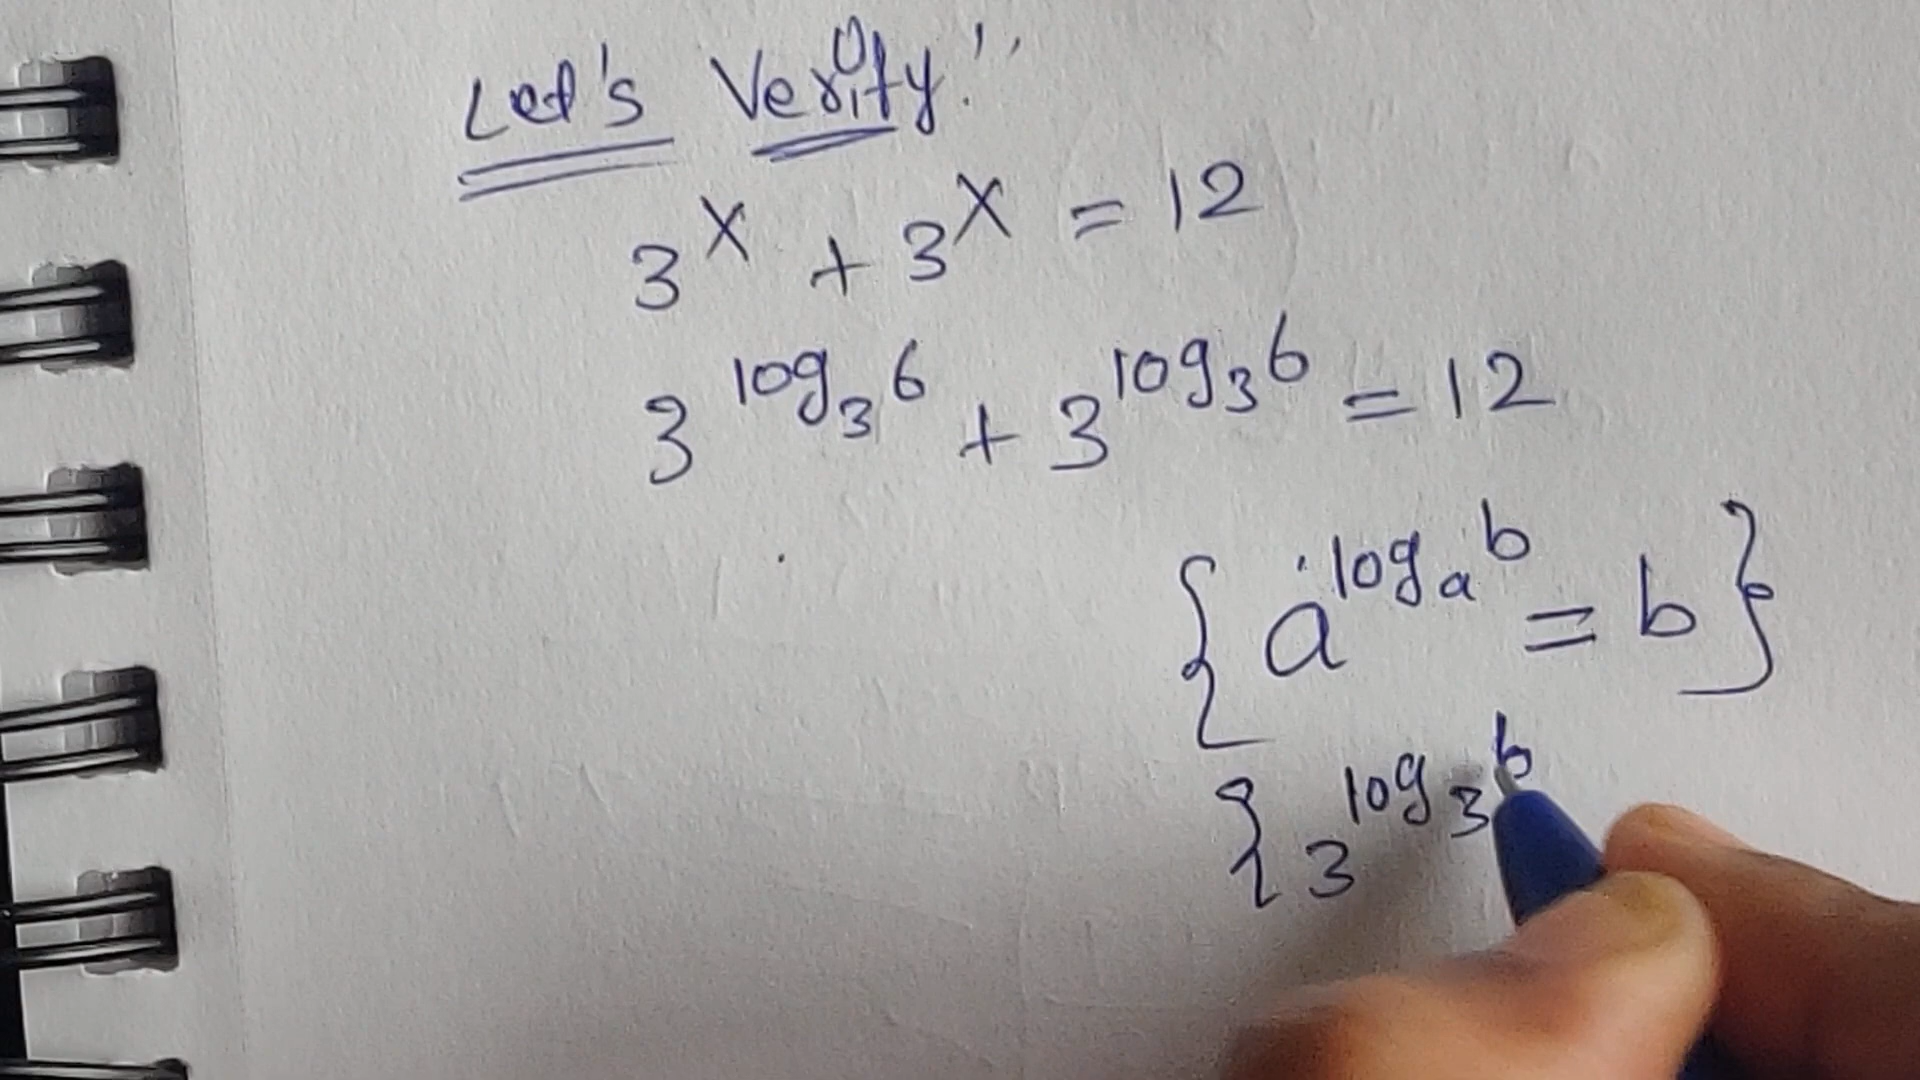 Let's Verify!!
3^x + 3^x = 12
3^log_3 6 + 3^log_3 6 = 12
{a^log_a b = b}
{3^log_3 b